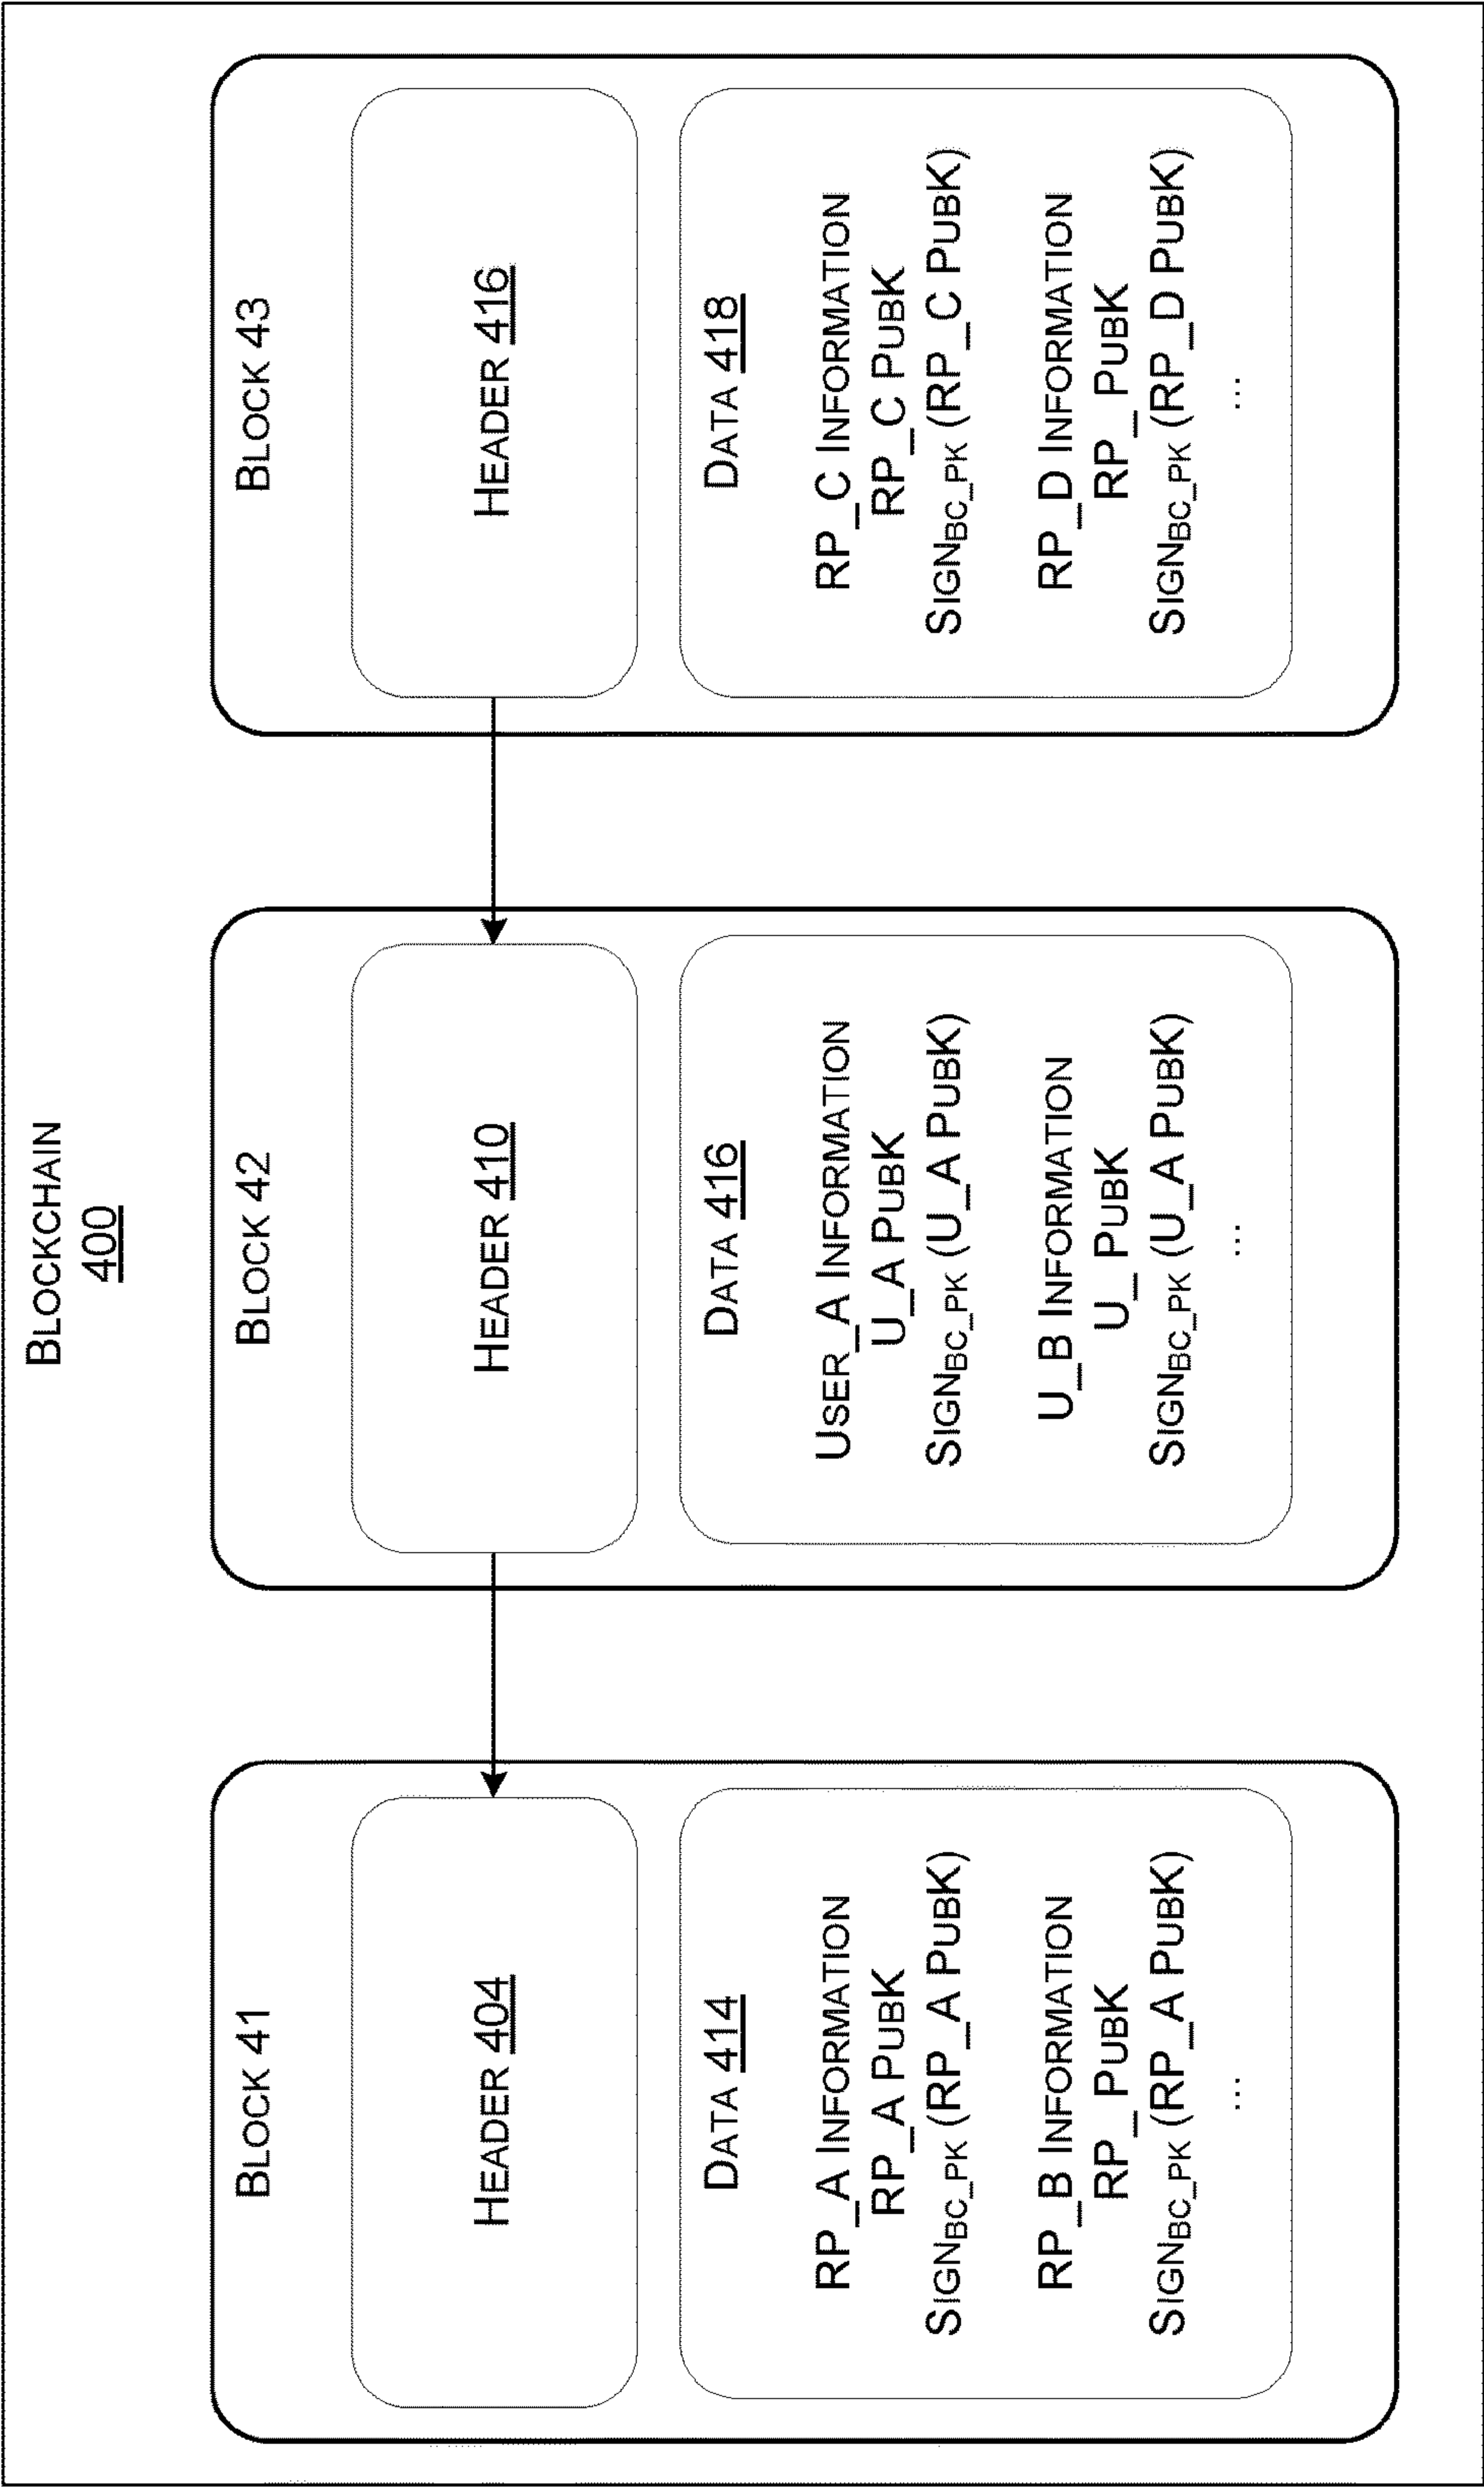 BLOCKCHAIN
400
BLOCK 41
HEADER 404
DATA 414
RP_A INFORMATION
RP_A PUBK
SIGNBC_PK (RP_A PUBK)
RP_B INFORMATION
RP_ PUBK
SIGNBC_PK (RP_A PUBK)
...
BLOCK 42
HEADER 410
DATA 416
USER_A INFORMATION
U_A PUBK
SIGNBC_PK (U_A PUBK)
U_B INFORMATION
U_ PUBK
SIGNBC_PK (U_A PUBK)
...
BLOCK 43
HEADER 416
DATA 418
RP_C INFORMATION
RP_C PUBK
SIGNBC_PK (RP_C PUBK)
RP_D INFORMATION
RP_ PUBK
SIGNBC_PK (RP_D PUBK)
...